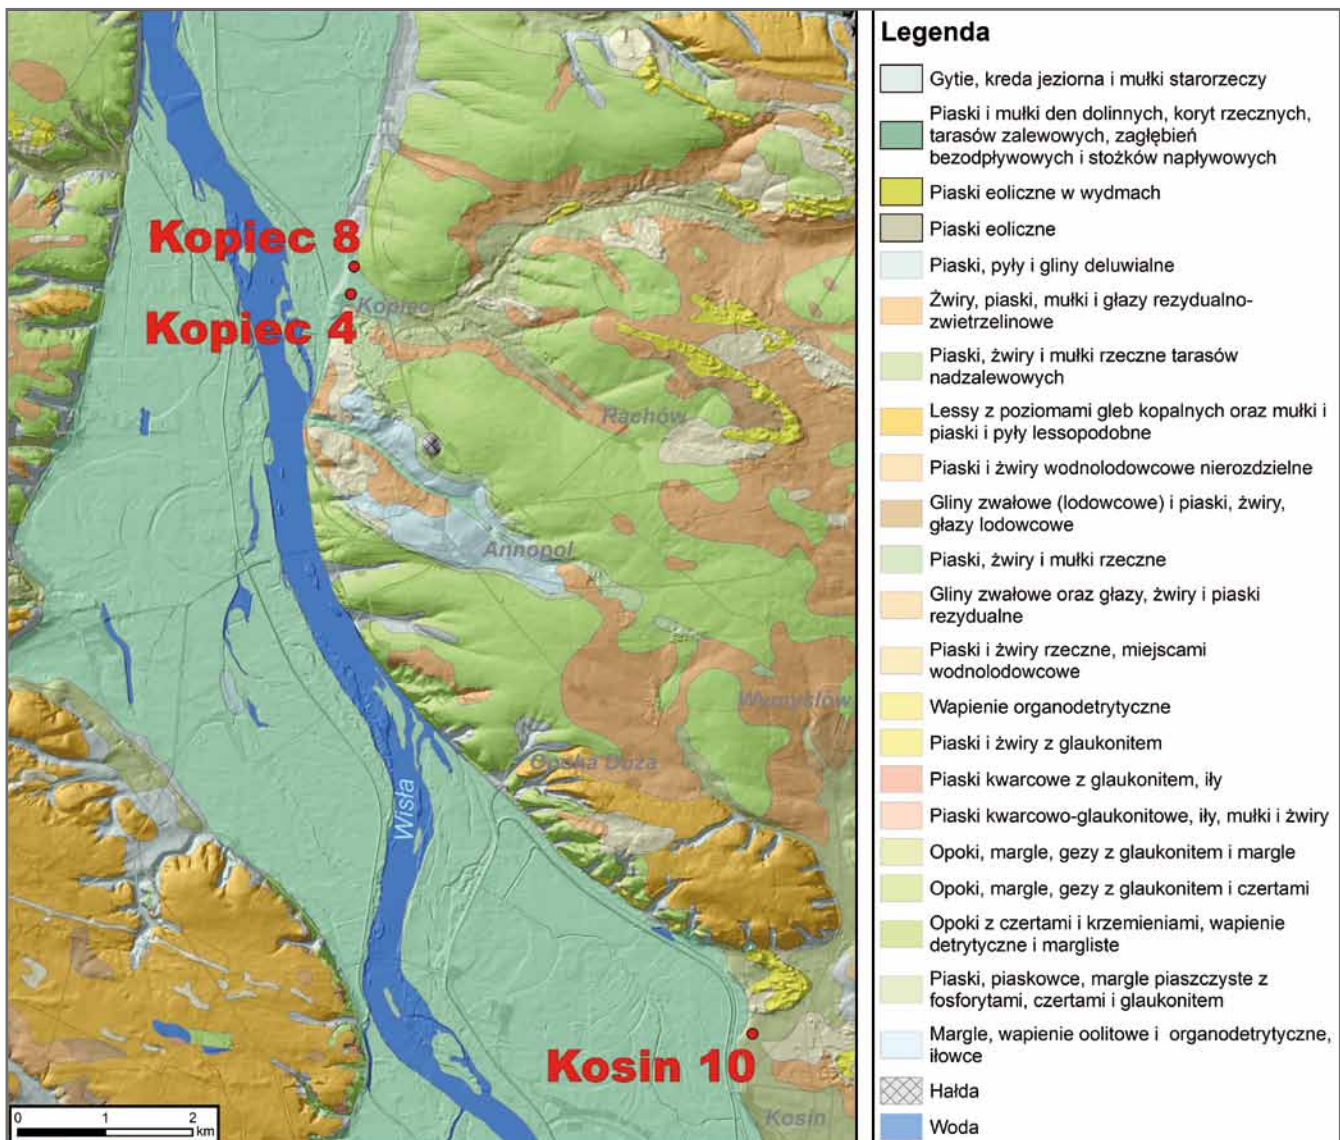 Kopiec 8
Kopiec
Kopiec 4
Rachów
Annopol
Wymysłów
Opoka Duża
Wisła
Kosin 10
Kosin
0 1 2
km
Legenda
Gytie, kreda jeziorna i mułki starorzeczy
Piaski i mułki den dolinnych, koryt rzecznych,
tarasów zalewowych, zagłębień
bezodpływowych i stożków napływowych
Piaski eoliczne w wydmach
Piaski eoliczne
Piaski, pyły i gliny deluwialne
Żwiry, piaski, mułki i głazy rezydualno-
zwietrzelinowe
Piaski, żwiry i mułki rzeczne tarasów
nadzalewowych
Lessy z poziomami gleb kopalnych oraz mułki i
piaski i pyły lessopodobne
Piaski i żwiry wodnolodowcowe nierozdzielne
Gliny zwałowe (lodowcowe) i piaski, żwiry,
głazy lodowcowe
Piaski, żwiry i mułki rzeczne
Gliny zwałowe oraz głazy, żwiry i piaski
rezydualne
Piaski i żwiry rzeczne, miejscami
wodnolodowcowe
Wapienie organodetrytyczne
Piaski i żwiry z glaukonitem
Piaski kwarcowe z glaukonitem, iły
Piaski kwarcowo-glaukonitowe, iły, mułki i żwiry
Opoki, margle, gezy z glaukonitem i margle
Opoki, margle, gezy z glaukonitem i czertami
Opoki z czertami i krzemieniami, wapienie
detrytyczne i margliste
Piaski, piaskowce, margle piaszczyste z
fosforytami, czertami i glaukonitem
Margle, wapienie oolitowe i organodetrytyczne,
iłowce
Hałda
Woda